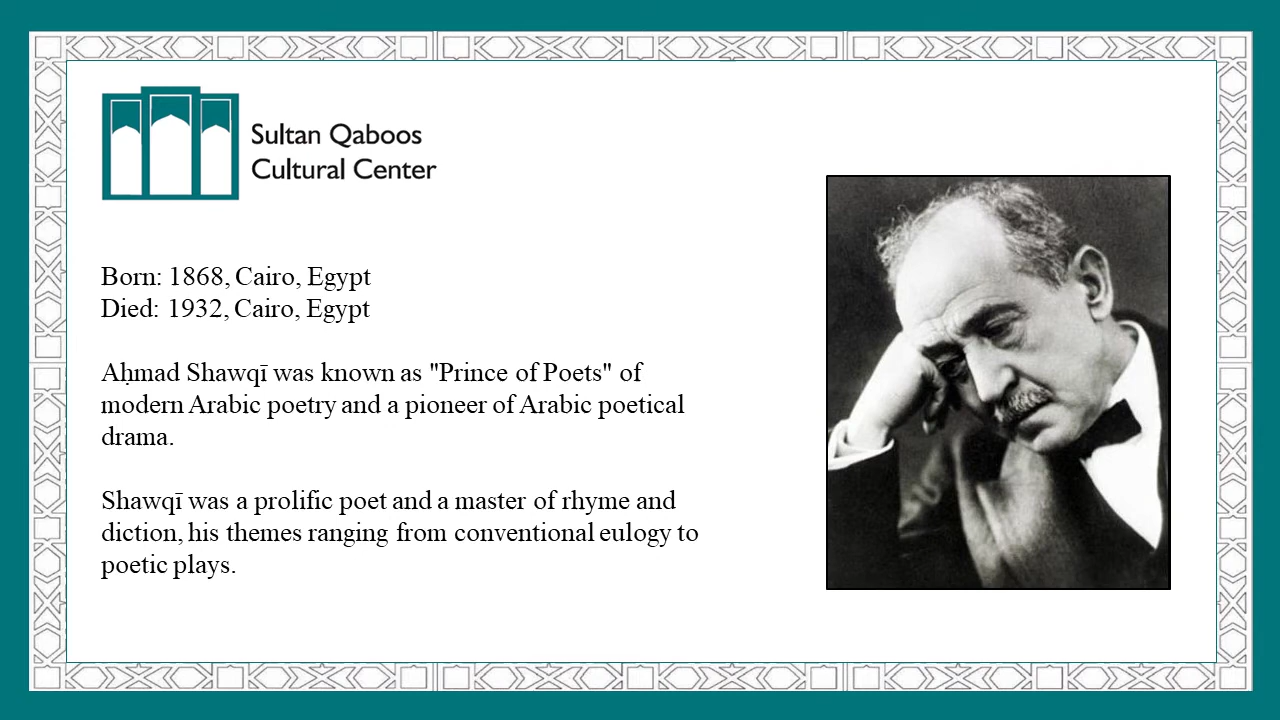 Sultan Qaboos
Cultural Center
Born: 1868, Cairo, Egypt
Died: 1932, Cairo, Egypt
Aḥmad Shawqī was known as "Prince of Poets" of
modern Arabic poetry and a pioneer of Arabic poetical
drama.
Shawqī was a prolific poet and a master of rhyme and
diction, his themes ranging from conventional eulogy to
poetic plays.